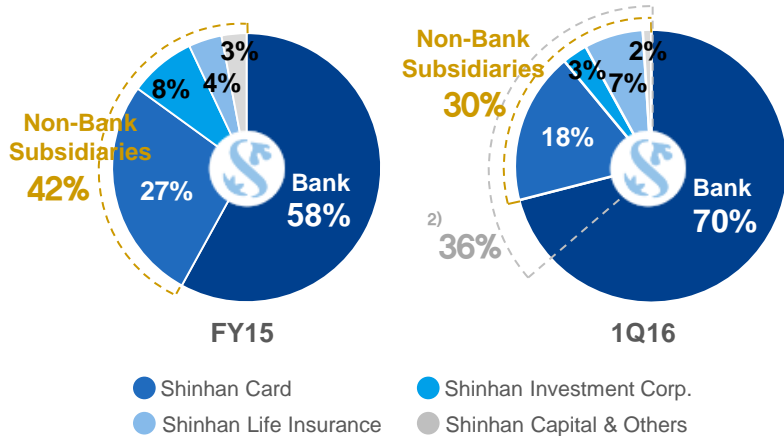 3%
8%
4%
Non-Bank
Subsidiaries
42%
27%
Bank
58%
FY15
Non-Bank
Subsidiaries
30%
2%
3%
7%
18%
Bank
70%
2)
36%
1Q16
Shinhan Card
Shinhan Investment Corp.
Shinhan Life Insurance
Shinhan Capital & Others